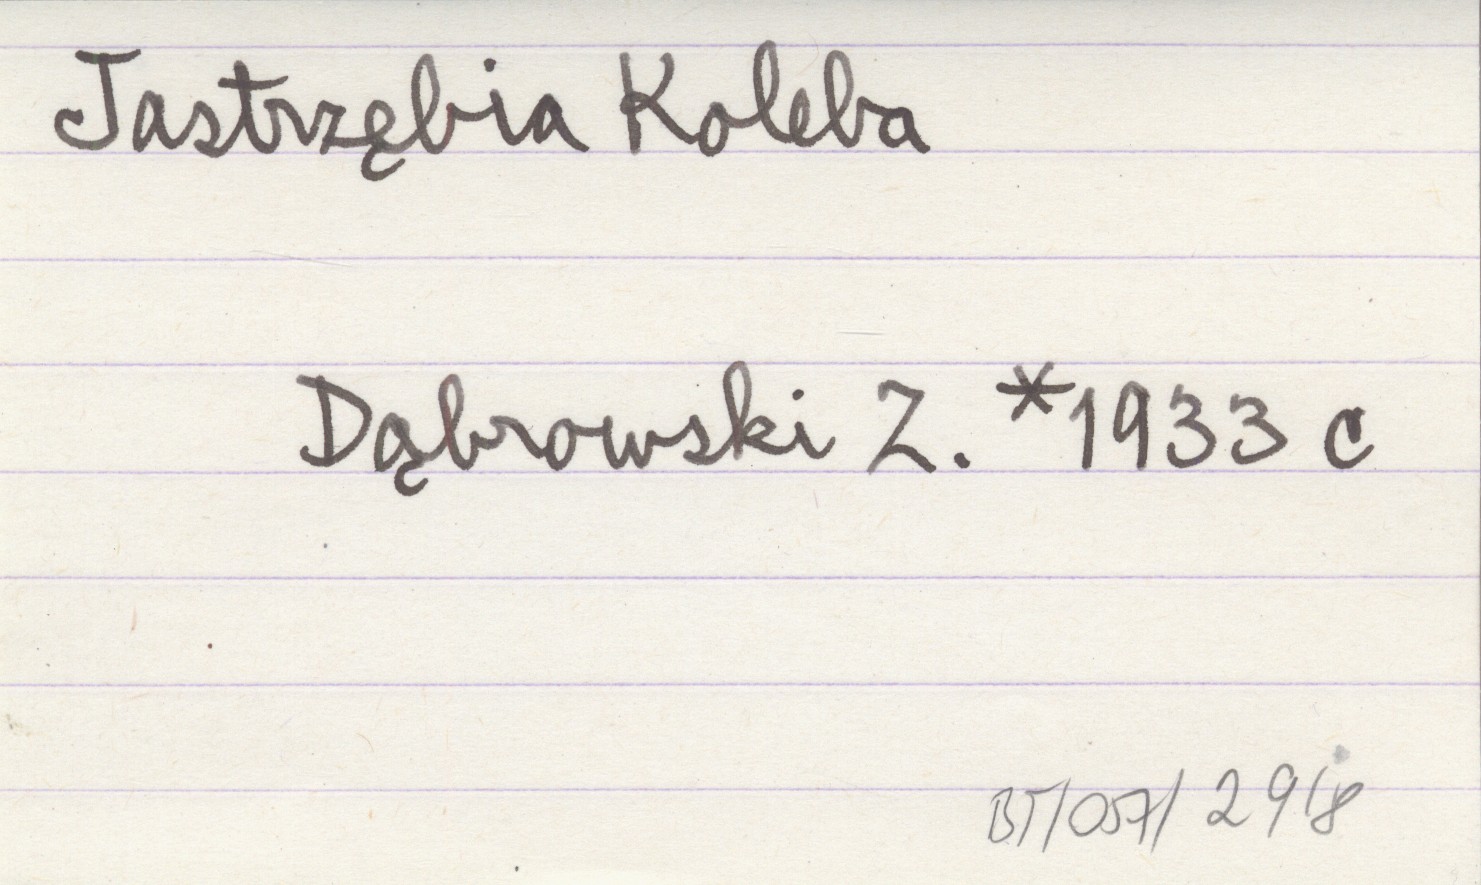 Jastrzębia Koleba
Dąbrowski Z. *1933 c
BT/057/ 2918